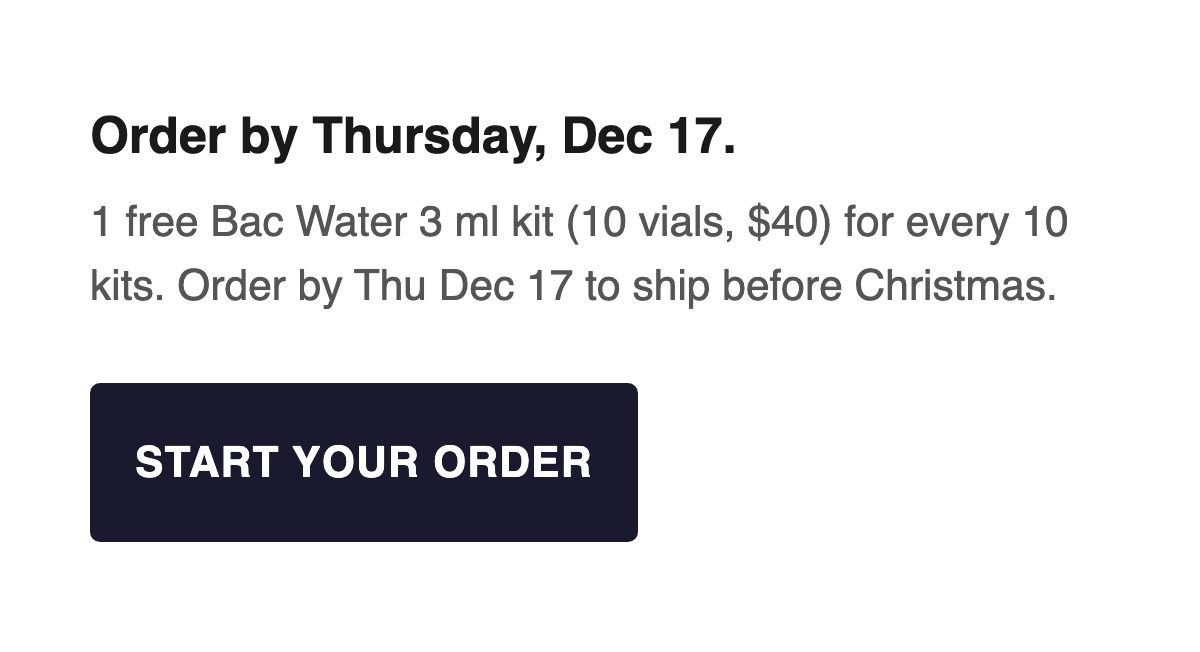 Order by Thursday, Dec 17.
1 free Bac Water 3 ml kit (10 vials, $40) for every 10
kits. Order by Thu Dec 17 to ship before Christmas.
START YOUR ORDER